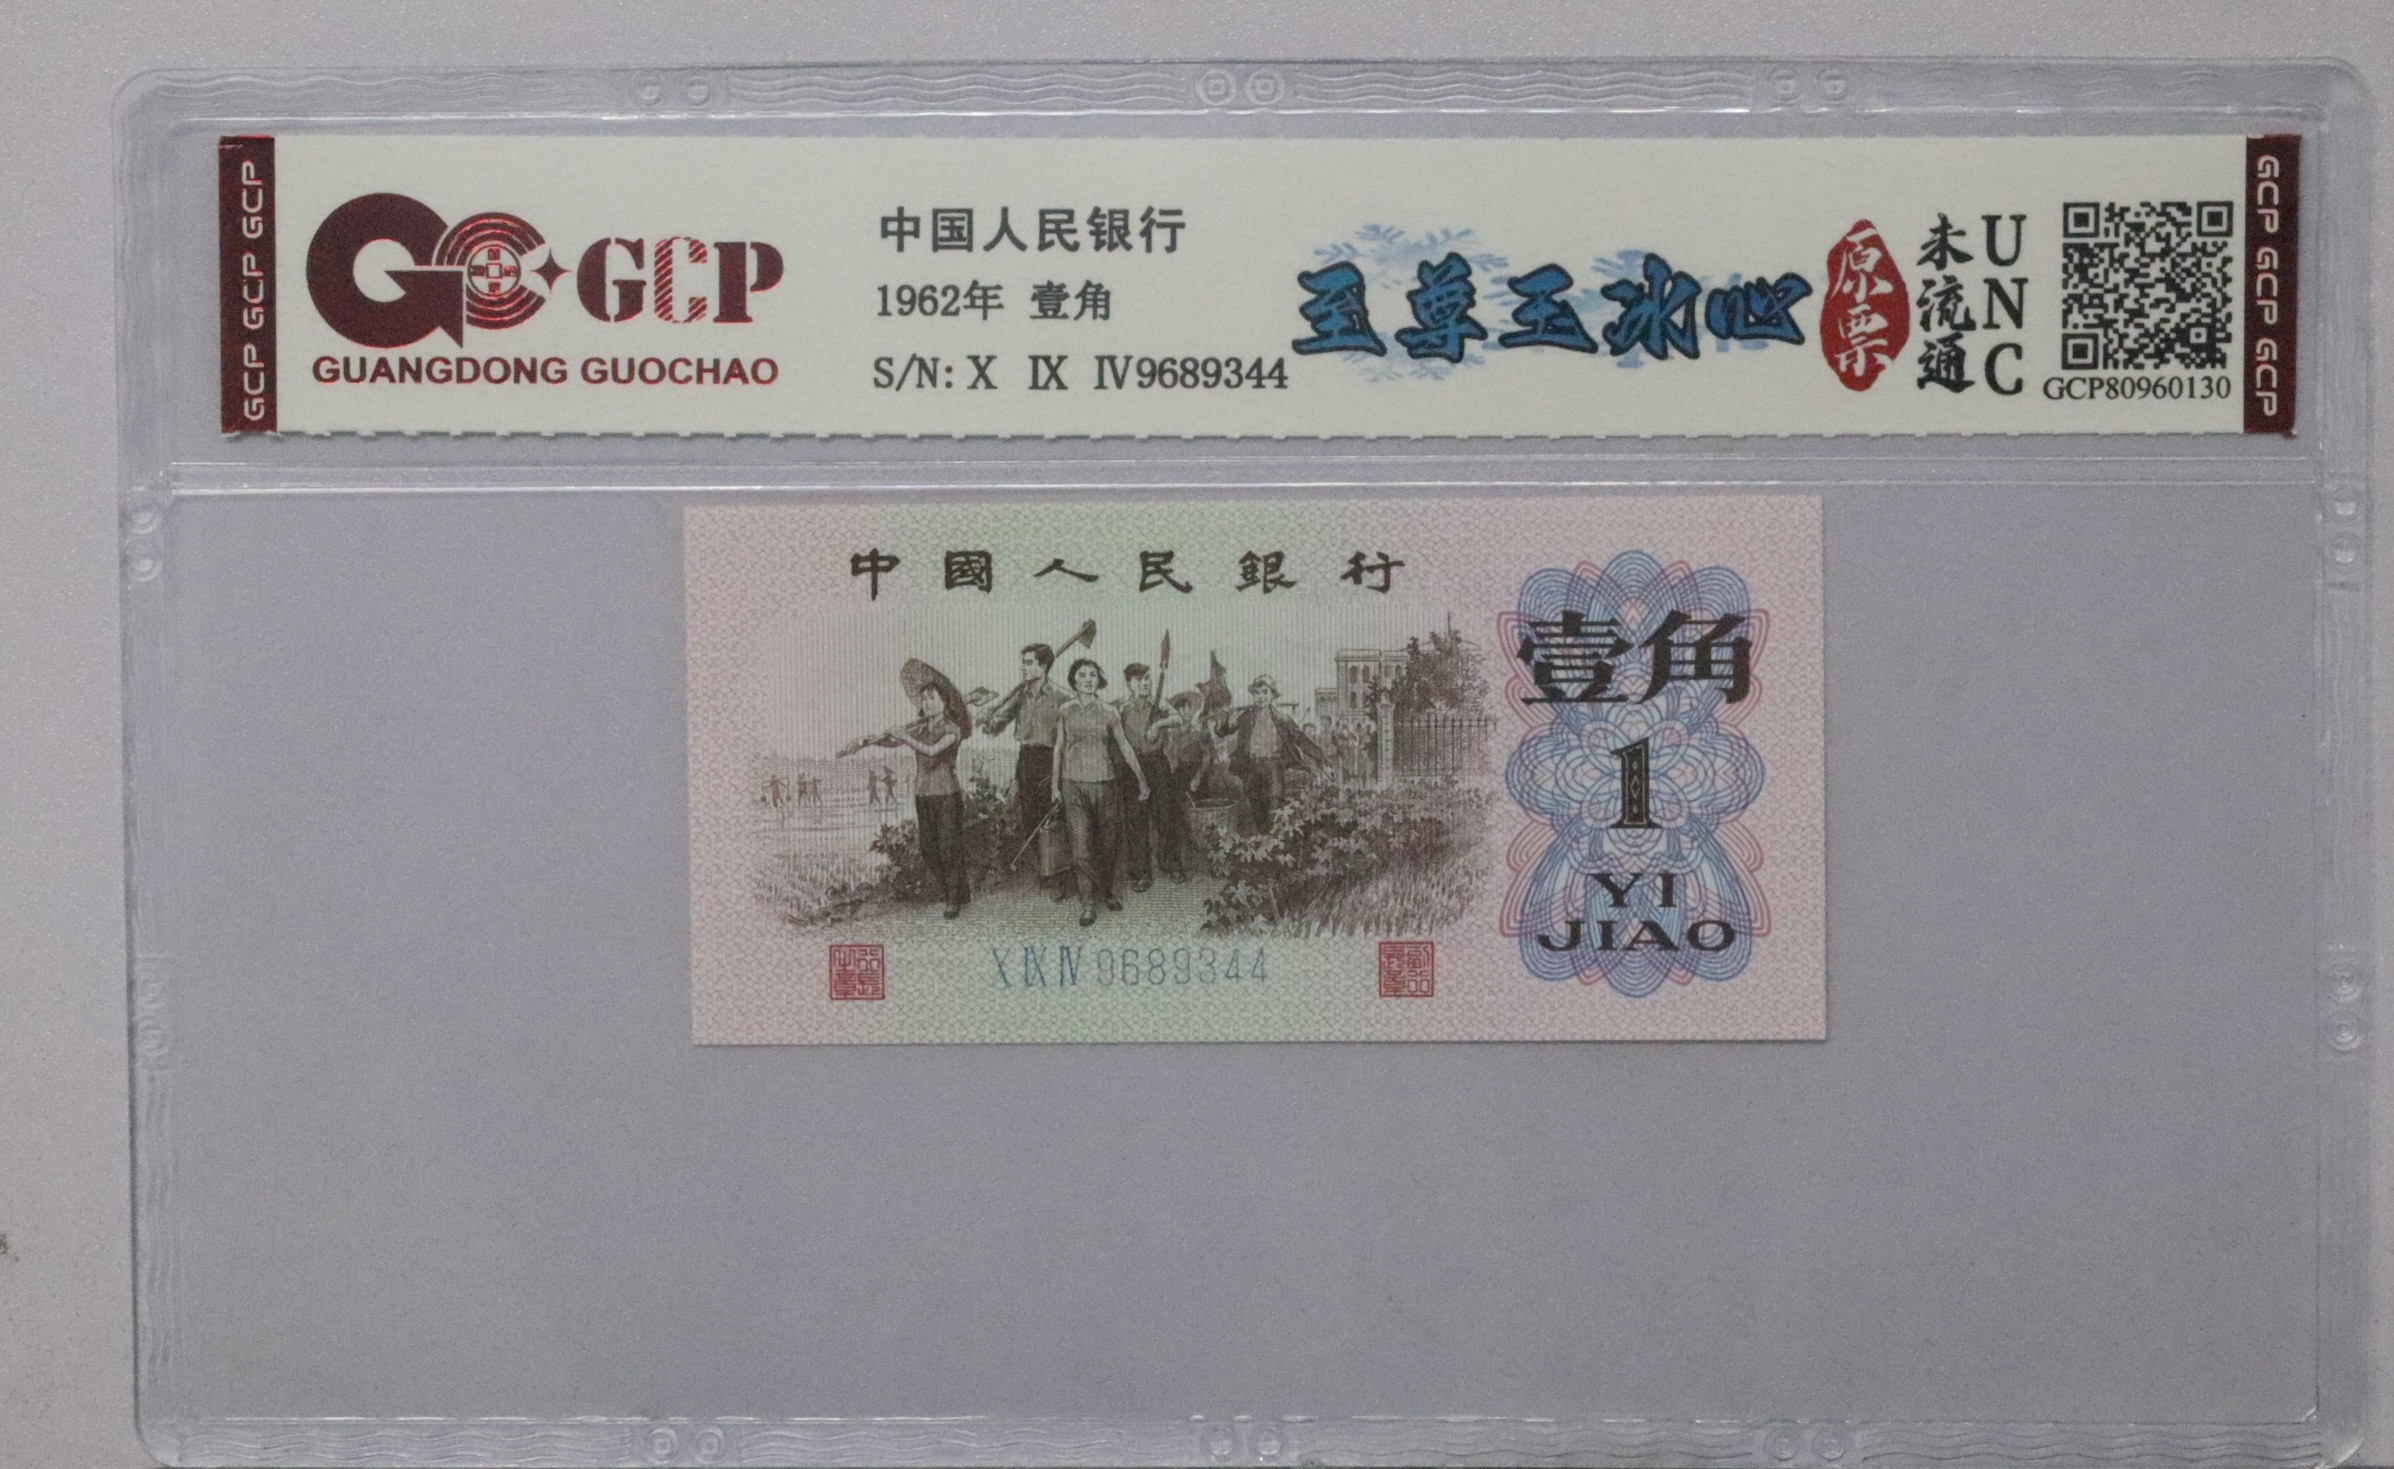 GCP GCP GCP
GCP
GUANGDONG GUOCHAO
中国人民银行
1962年 壹角
S/N: X IX IV9689344
至尊玉冰心
原票
未流通
UNC
GCP80960130
GCP GCP GCP
中國人民銀行
壹角
1
YI
JIAO
X IX IV 9689344